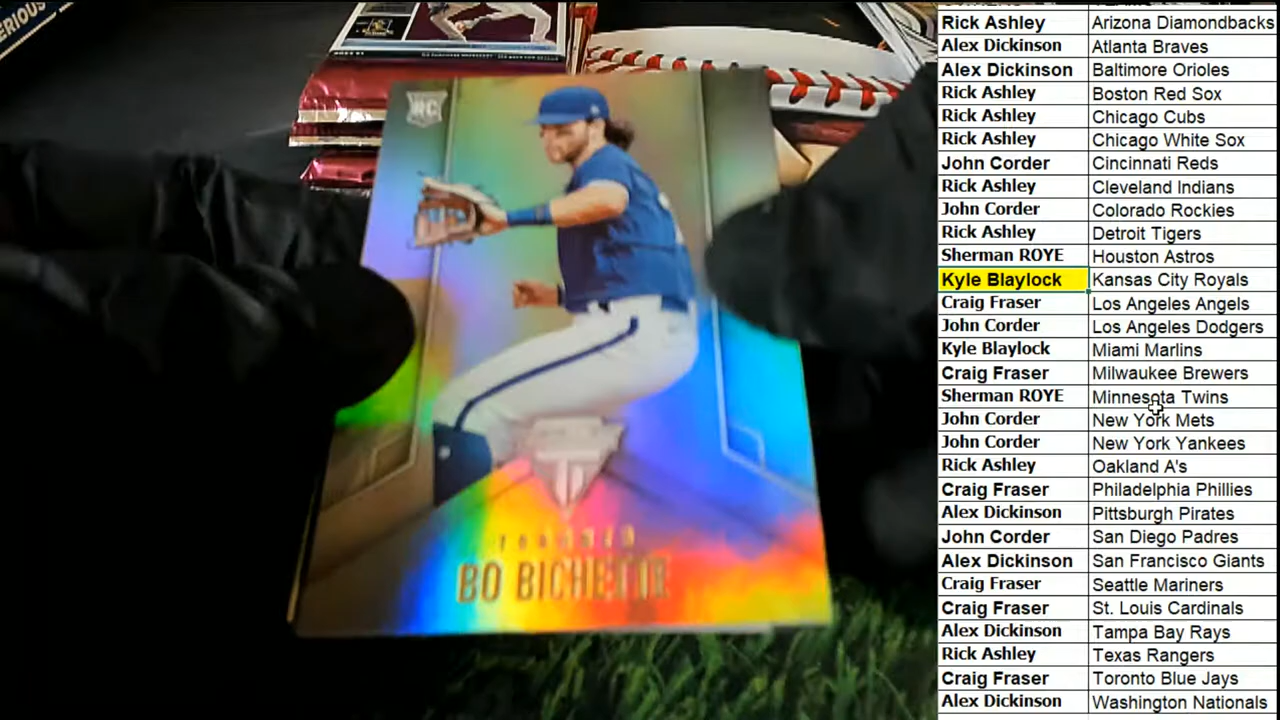 ERIOUS
RC
TORONTO
BO BICHETTE
Rick Ashley Arizona Diamondbacks
Alex Dickinson Atlanta Braves
Alex Dickinson Baltimore Orioles
Rick Ashley Boston Red Sox
Rick Ashley Chicago Cubs
Rick Ashley Chicago White Sox
John Corder Cincinnati Reds
Rick Ashley Cleveland Indians
John Corder Colorado Rockies
Rick Ashley Detroit Tigers
Sherman ROYE Houston Astros
Kyle Blaylock Kansas City Royals
Craig Fraser Los Angeles Angels
John Corder Los Angeles Dodgers
Kyle Blaylock Miami Marlins
Craig Fraser Milwaukee Brewers
Sherman ROYE Minnesota Twins
John Corder New York Mets
John Corder New York Yankees
Rick Ashley Oakland A's
Craig Fraser Philadelphia Phillies
Alex Dickinson Pittsburgh Pirates
John Corder San Diego Padres
Alex Dickinson San Francisco Giants
Craig Fraser Seattle Mariners
Craig Fraser St. Louis Cardinals
Alex Dickinson Tampa Bay Rays
Rick Ashley Texas Rangers
Craig Fraser Toronto Blue Jays
Alex Dickinson Washington Nationals